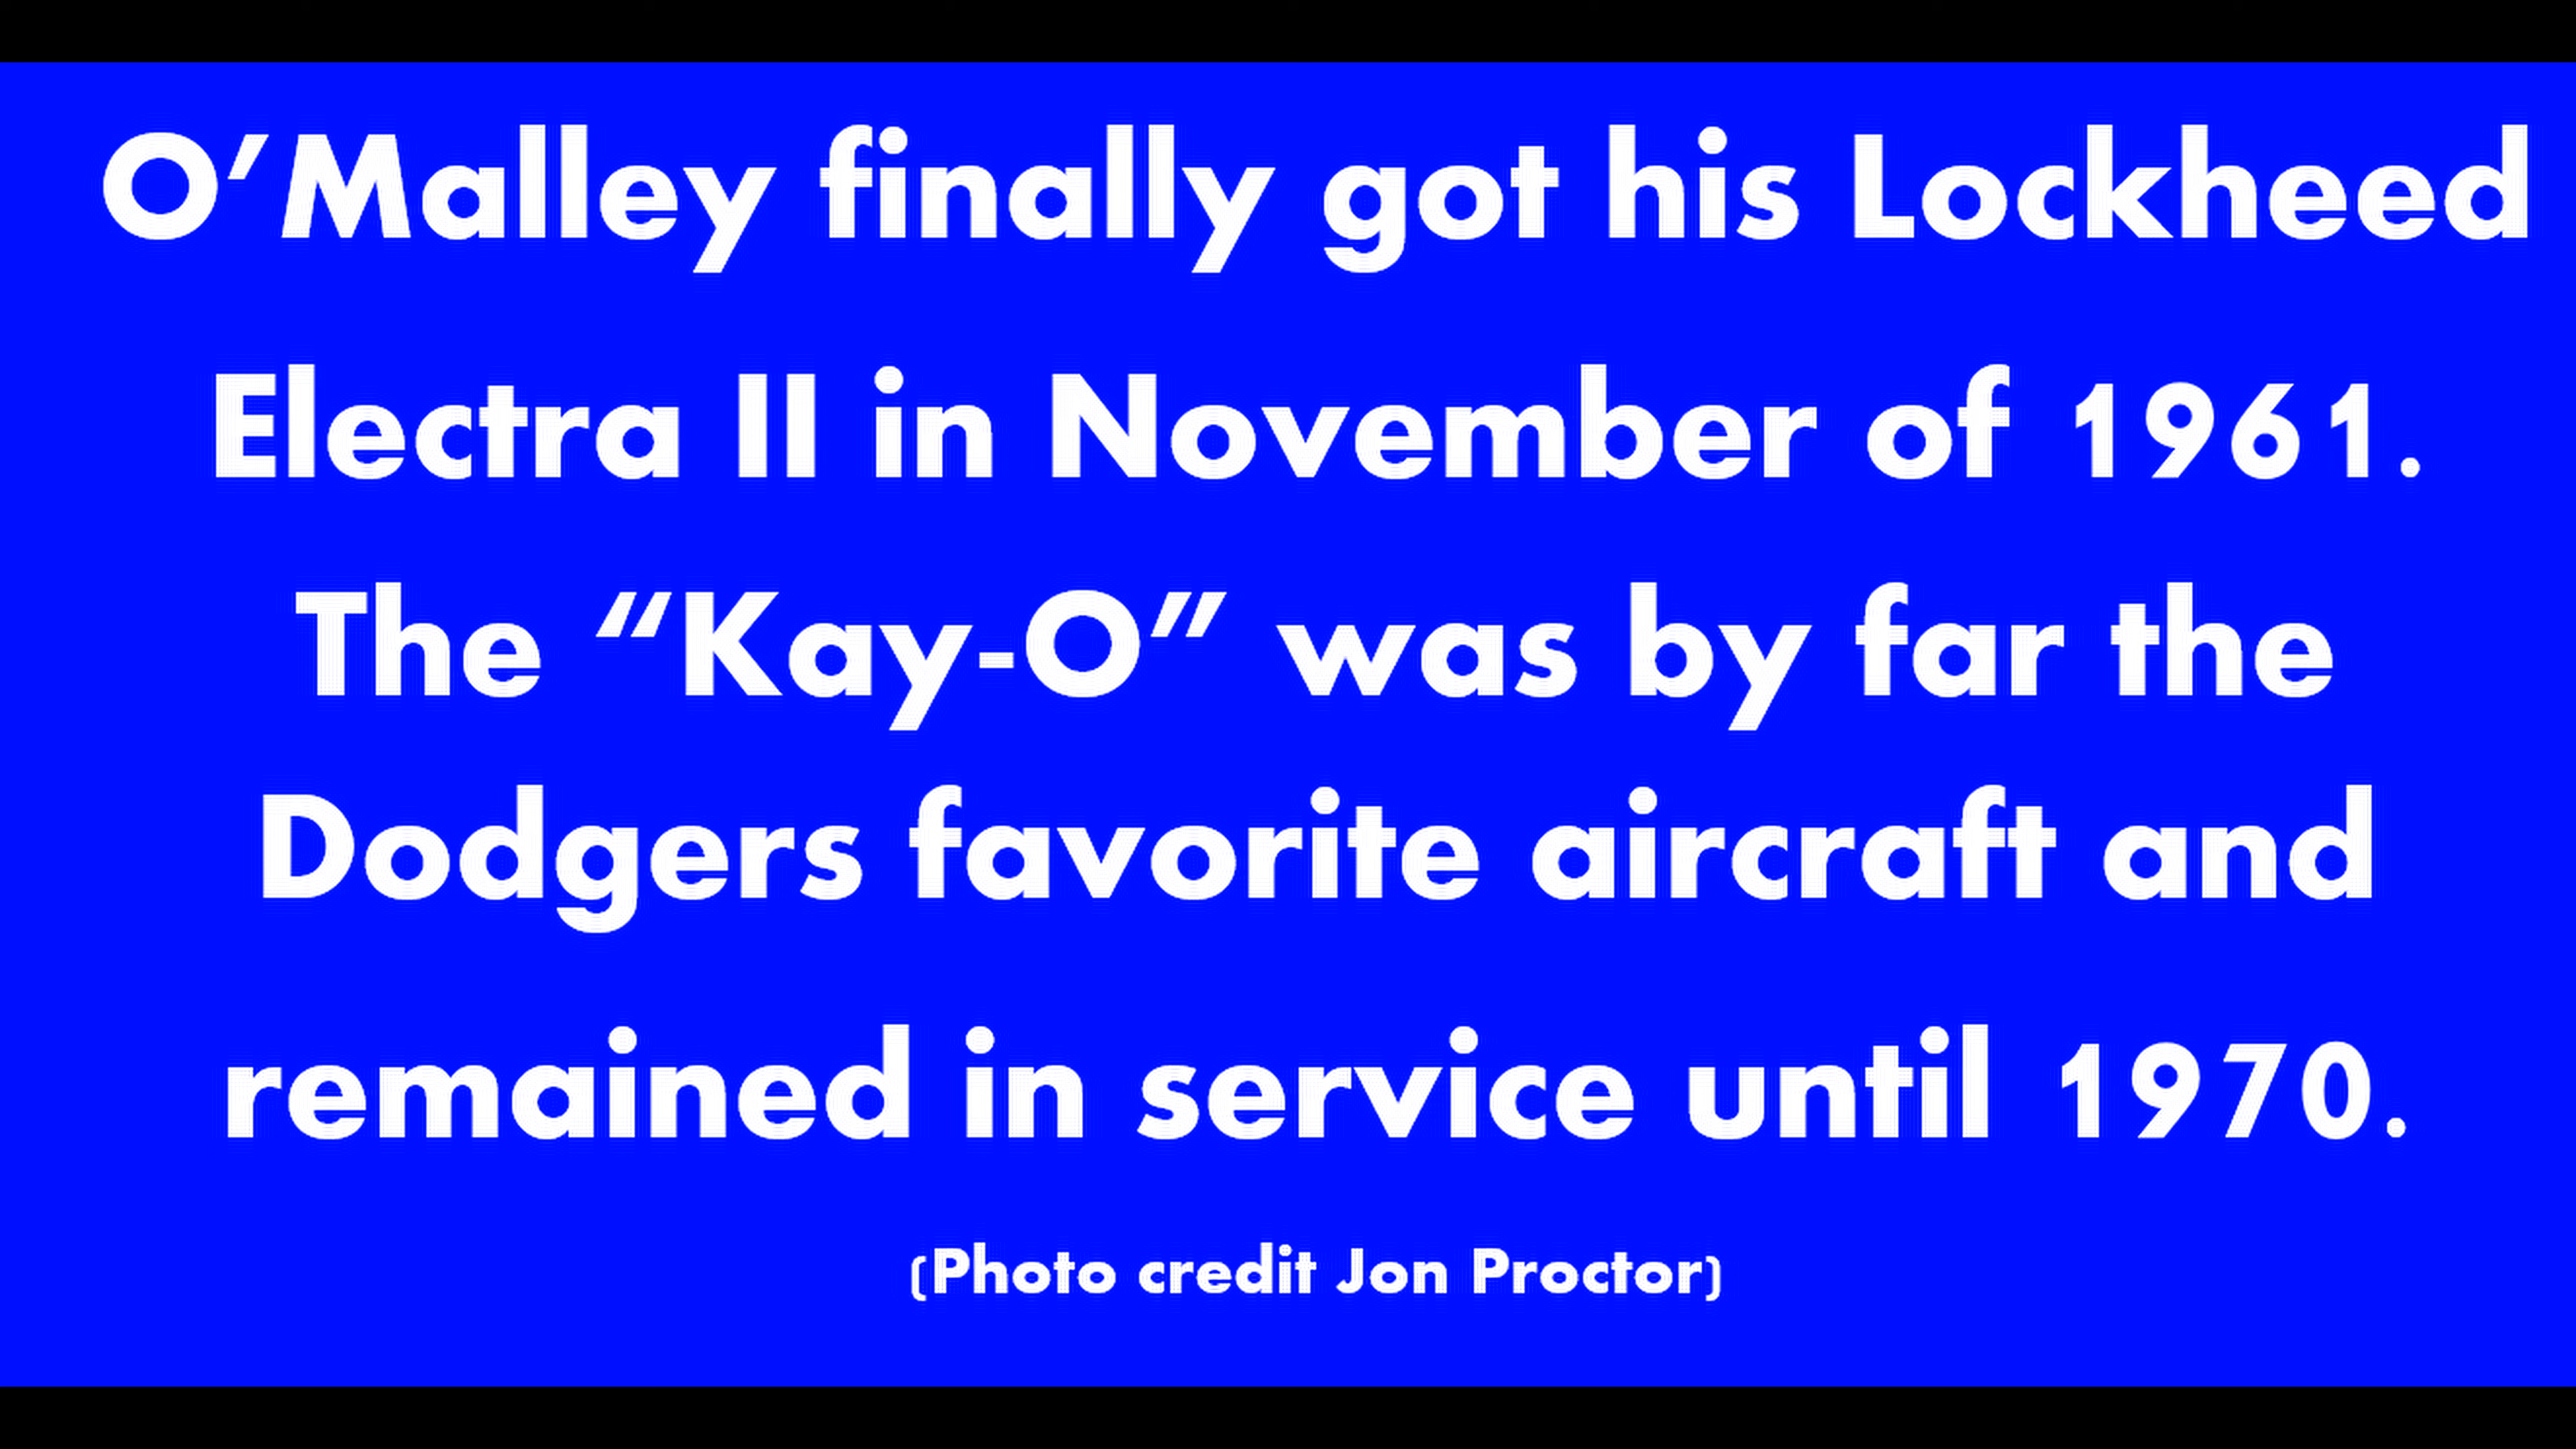 O’Malley finally got his Lockheed
Electra II in November of 1961.
The “Kay-O” was by far the
Dodgers favorite aircraft and
remained in service until 1970.
(Photo credit Jon Proctor)